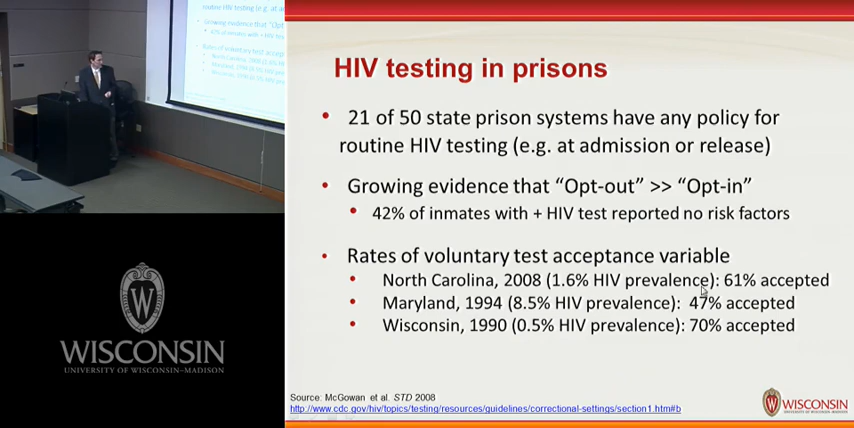 HIV testing in prisons
• 21 of 50 state prison systems have any policy for
routine HIV testing (e.g. at admission or release)
• Growing evidence that “Opt-out” >> “Opt-in”
• 42% of inmates with + HIV test reported no risk factors
• Rates of voluntary test acceptance variable
• North Carolina, 2008 (1.6% HIV prevalence): 61% accepted
• Maryland, 1994 (8.5% HIV prevalence): 47% accepted
• Wisconsin, 1990 (0.5% HIV prevalence): 70% accepted
Source: McGowan et al. STD 2008
http://www.cdc.gov/hiv/topics/testing/resources/guidelines/correctional-settings/section1.htm#b
WISCONSIN
UNIVERSITY OF WISCONSIN–MADISON
WISCONSIN